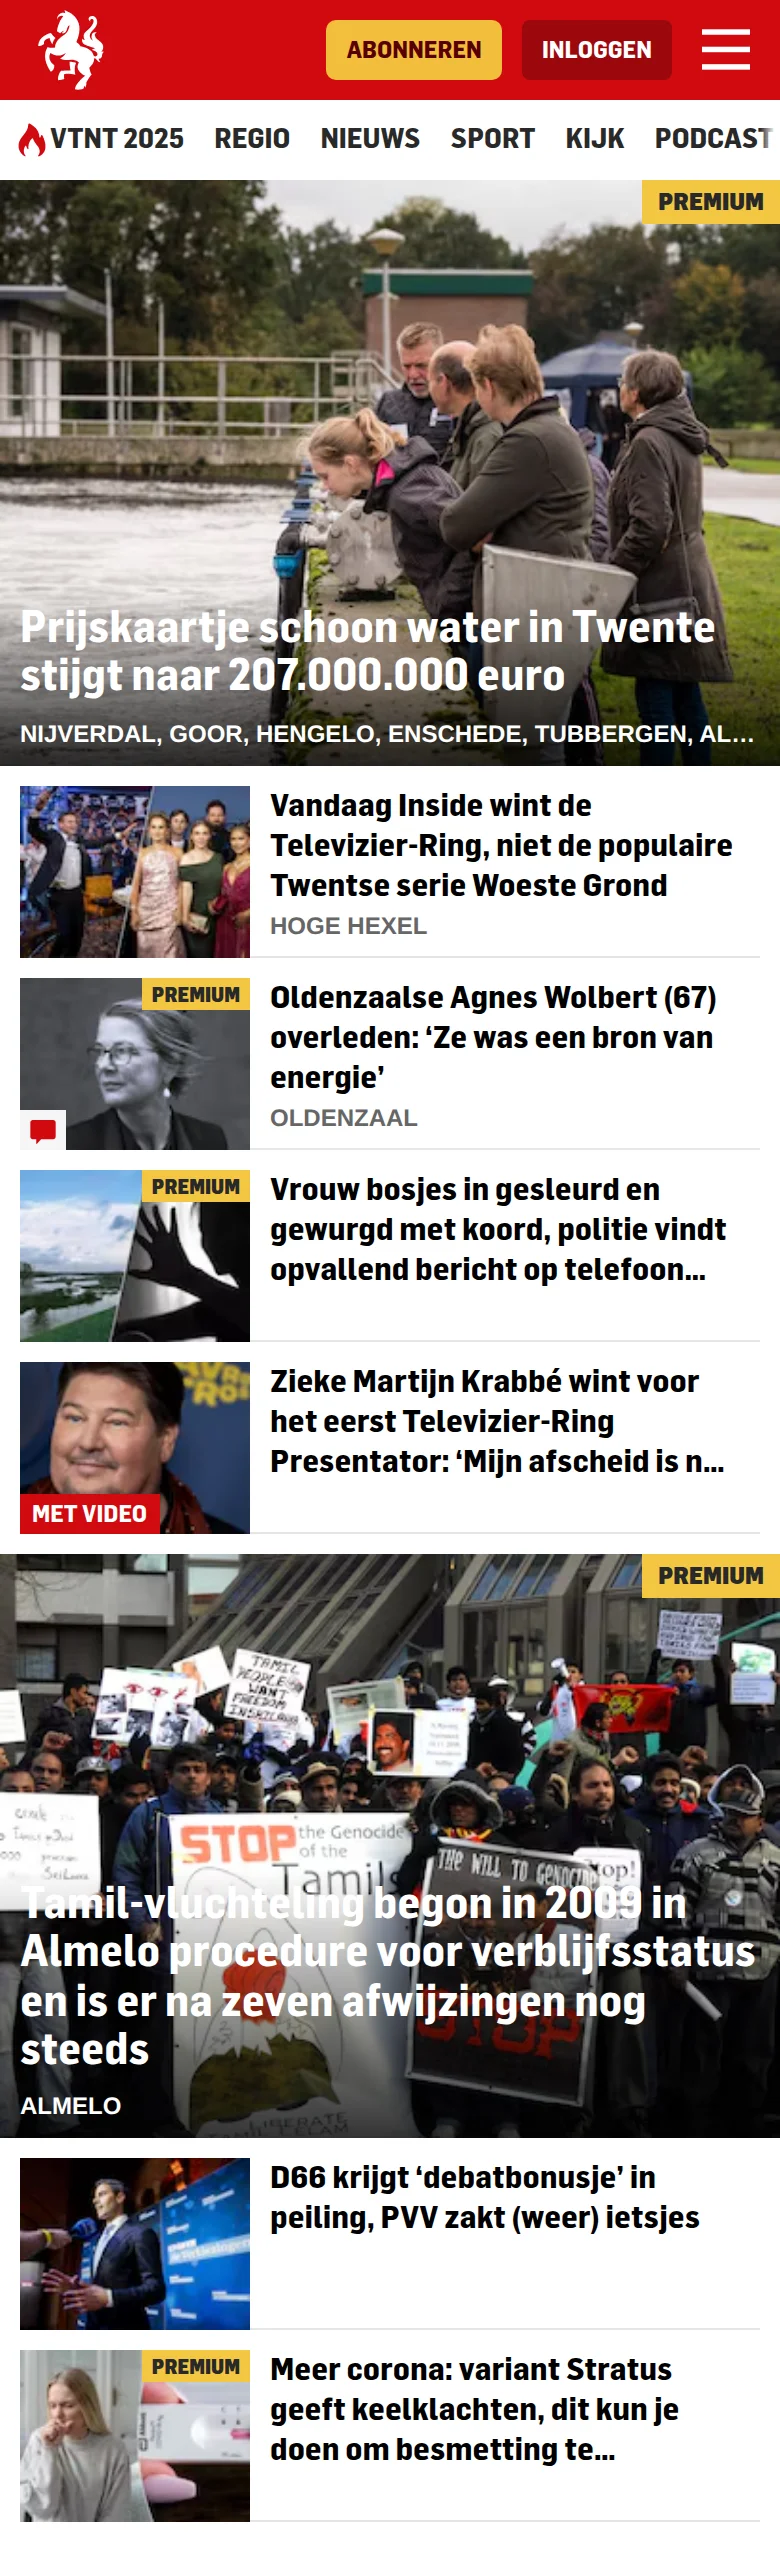 ABONNEREN
INLOGGEN
VTNT 2025 REGIO NIEUWS SPORT KIJK PODCAST
PREMIUM
Prijskaartje schoon water in Twente
stijgt naar 207.000.000 euro
NIJVERDAL, GOOR, HENGELO, ENSCHEDE, TUBBERGEN, AL...
Vandaag Inside wint de
Televizier-Ring, niet de populaire
Twentse serie Woeste Grond
HOGE HEXEL
PREMIUM
Oldenzaalse Agnes Wolbert (67)
overleden: ‘Ze was een bron van
energie’
OLDENZAAL
PREMIUM
Vrouw bosjes in gesleurd en
gewurgd met koord, politie vindt
opvallend bericht op telefoon...
MET VIDEO
Zieke Martijn Krabbé wint voor
het eerst Televizier-Ring
Presentator: ‘Mijn afscheid is n...
PREMIUM
TAMIL
PEOPLE
WANT
FREEDOM
STOP the Genocide
of the
Tamils
THE WILL TO GENOCIDE
Stop!
STOP
LIBERATE
Tamil-vluchteling begon in 2009 in
Almelo procedure voor verblijfsstatus
en is er na zeven afwijzingen nog
steeds
ALMELO
D66 krijgt ‘debatbonusje’ in
peiling, PVV zakt (weer) ietsjes
PREMIUM
Meer corona: variant Stratus
geeft keelklachten, dit kun je
doen om besmetting te...